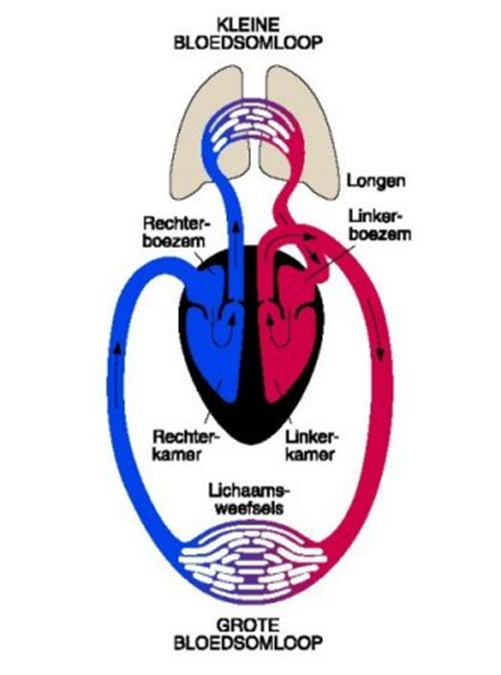 KLEINE
BLOEDSOMLOOP
Longen
Rechter-
boezem
Linker-
boezem
Rechter-
kamer
Linker-
kamer
Lichaams-
weefsels
GROTE
BLOEDSOMLOOP